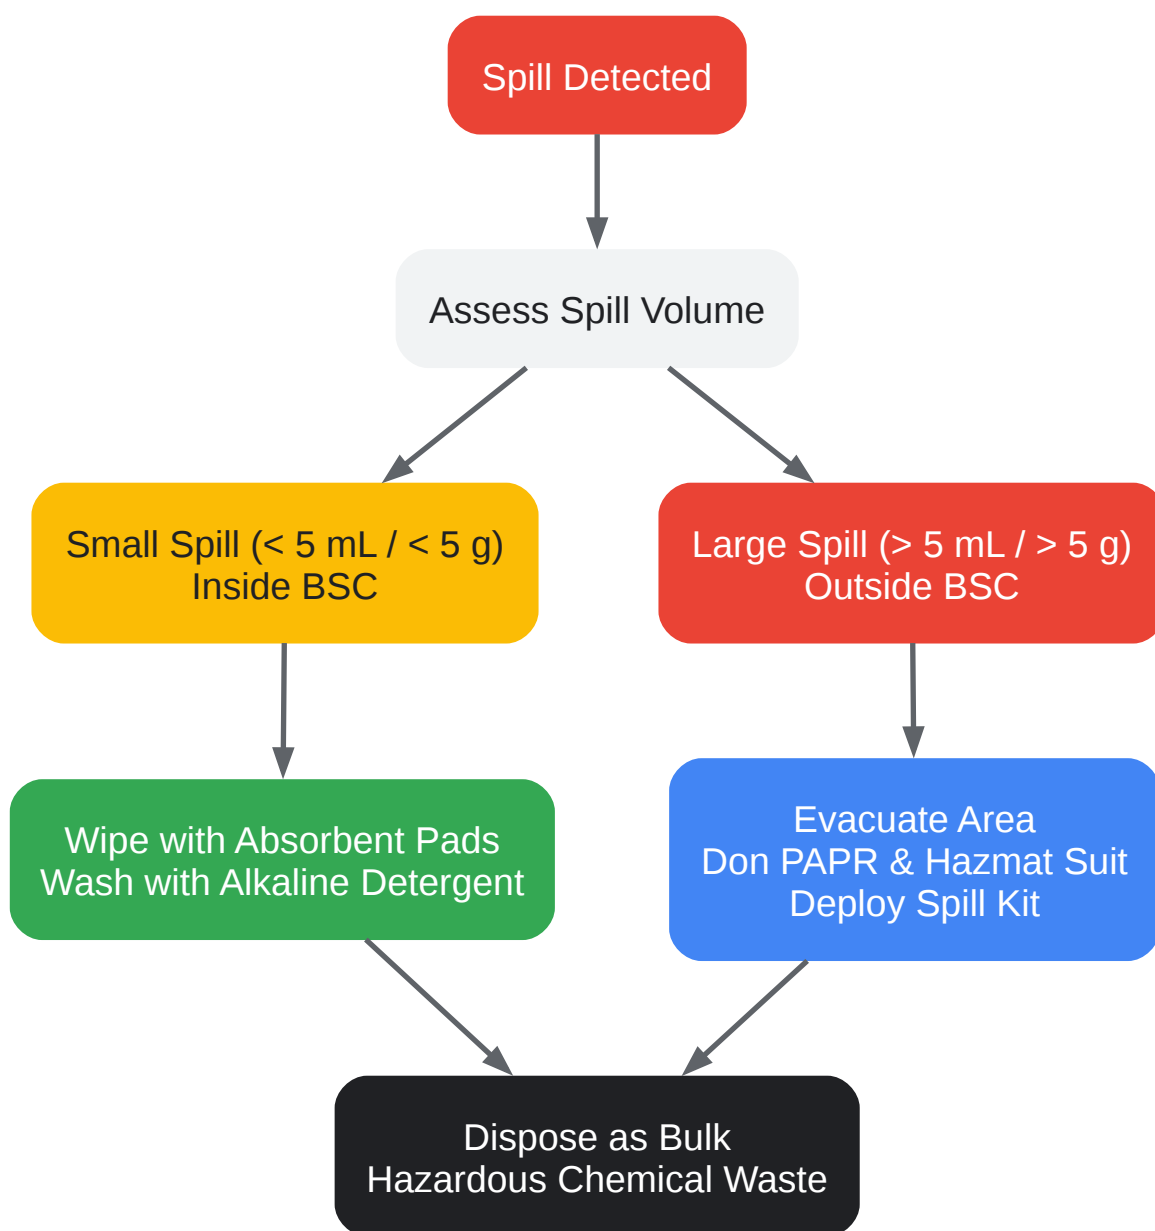 Spill Detected
Assess Spill Volume
Small Spill (< 5 mL / < 5 g)
Inside BSC
Large Spill (> 5 mL / > 5 g)
Outside BSC
Wipe with Absorbent Pads
Wash with Alkaline Detergent
Evacuate Area
Don PAPR & Hazmat Suit
Deploy Spill Kit
Dispose as Bulk
Hazardous Chemical Waste